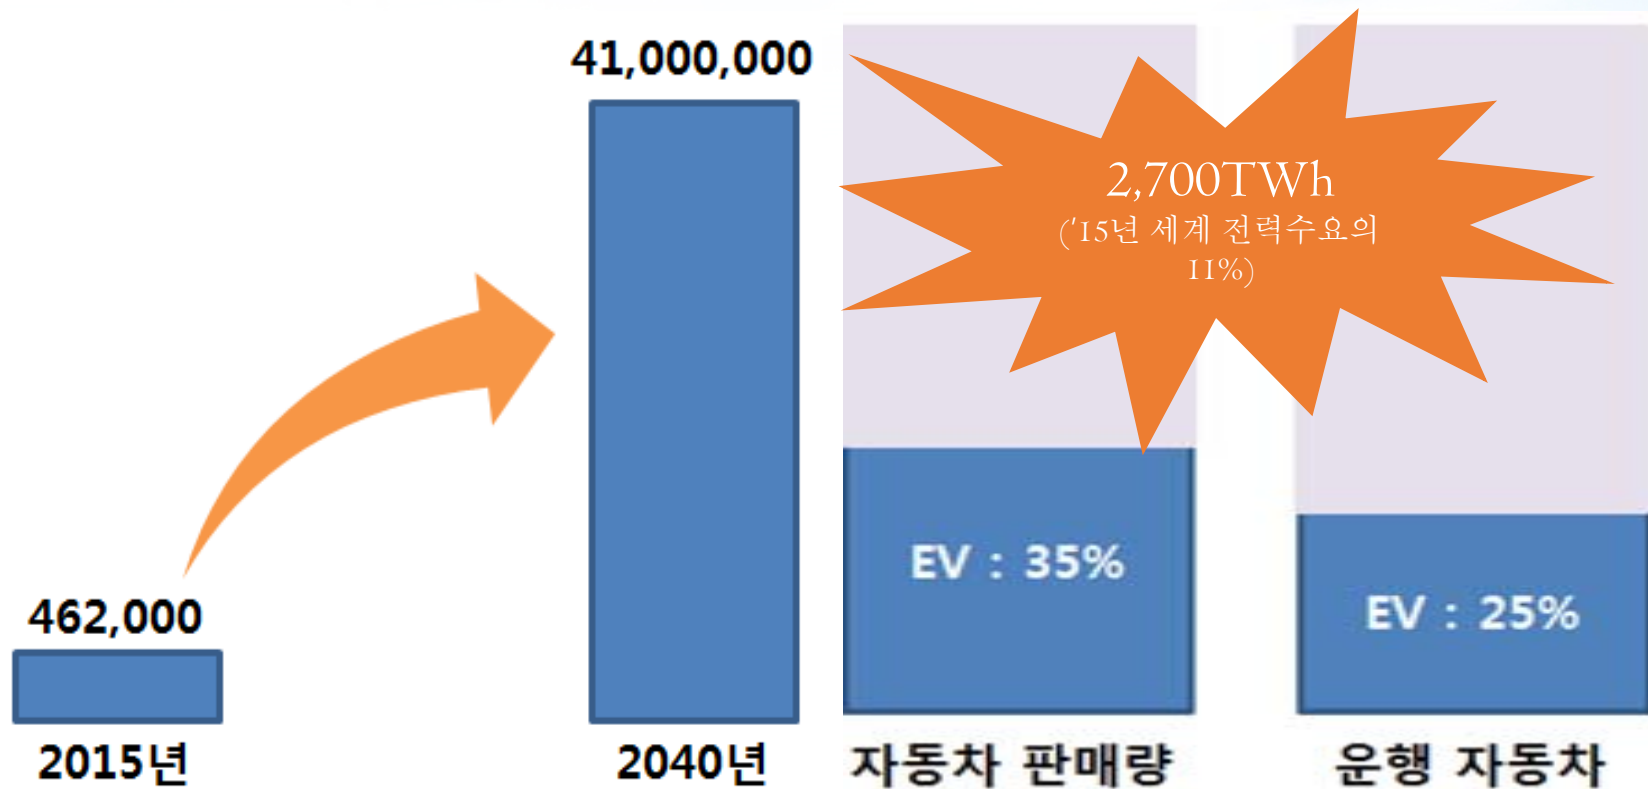 41,000,000
462,000
2015년
2040년
2,700TWh
('15년 세계 전력수요의
11%)
EV : 35%
EV : 25%
자동차 판매량
운행 자동차